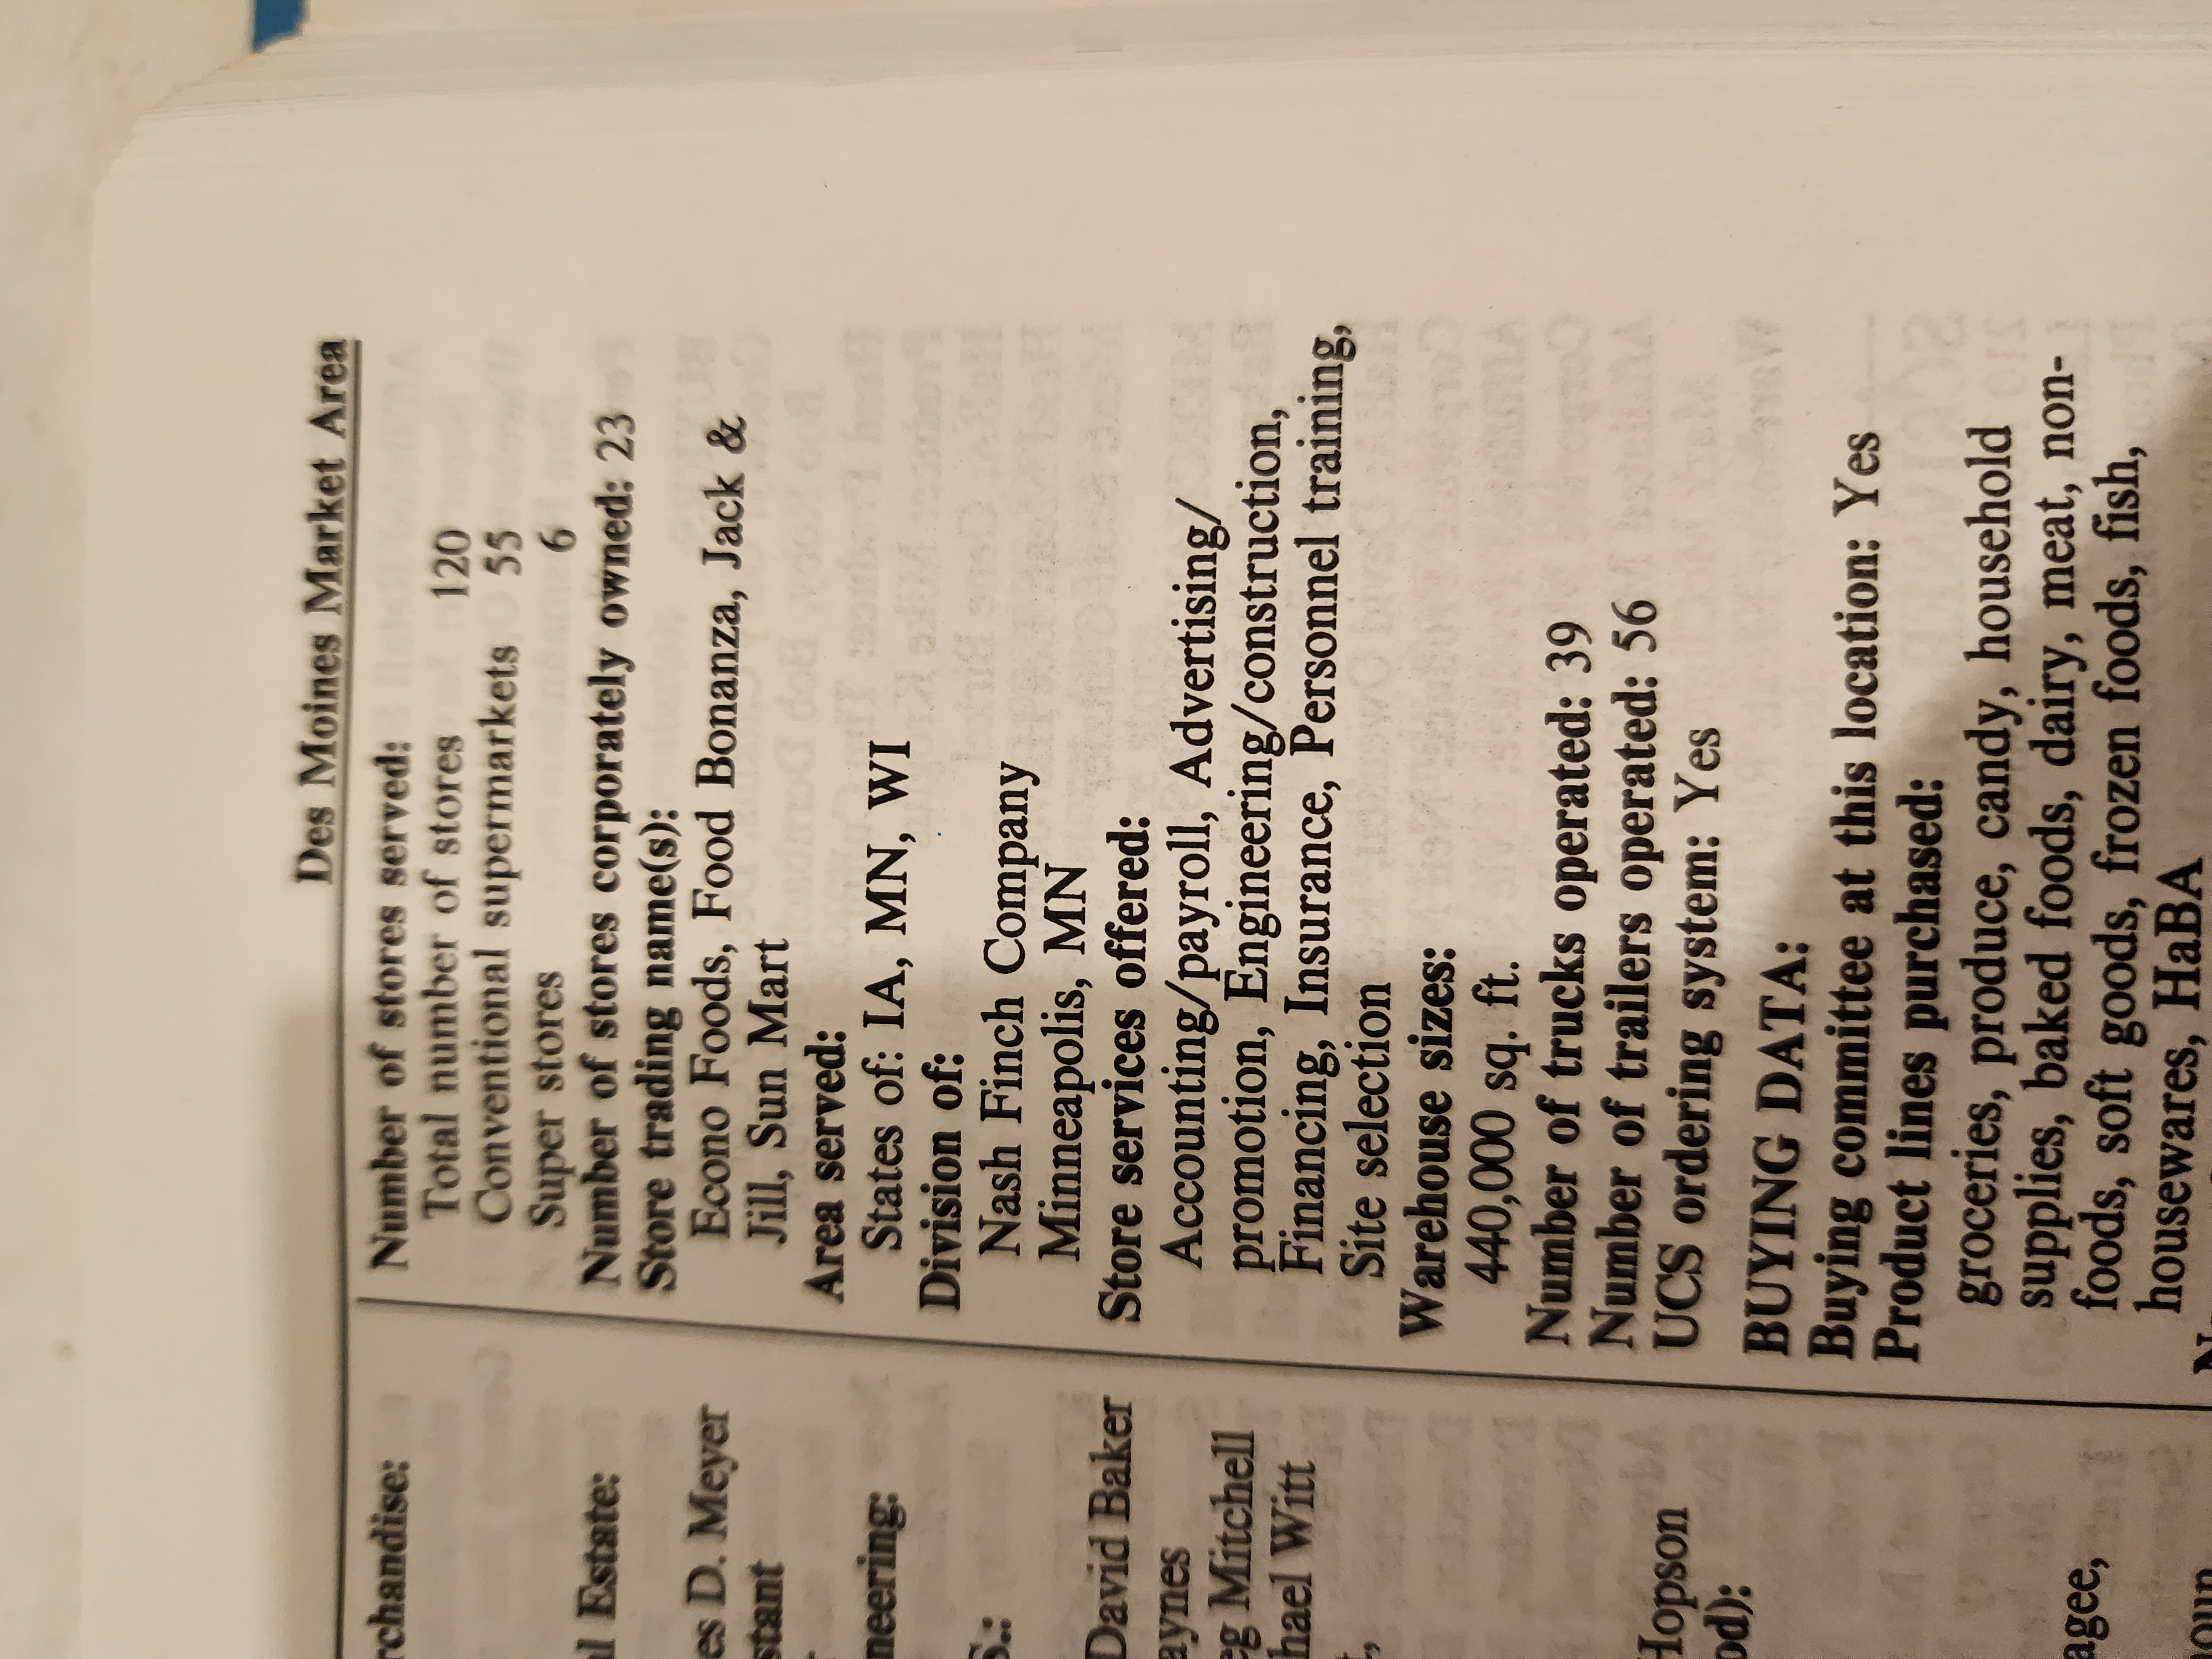 Des Moines Market Area
rchandise:
al Estate:
es D. Meyer
stant
neering:
S.:
David Baker
aynes
eg Mitchell
hael Witt
Hopson
od):
agee,
Number of stores served:
Total number of stores 120
Conventional supermarkets 55
Super stores 6
Number of stores corporately owned: 23
Store trading name(s):
Econo Foods, Food Bonanza, Jack &
Jill, Sun Mart
Area served:
States of: IA, MN, WI
Division of:
Nash Finch Company
Minneapolis, MN
Store services offered:
Accounting/payroll, Advertising/
promotion, Engineering/construction,
Financing, Insurance, Personnel training,
Site selection
Warehouse sizes:
440,000 sq. ft.
Number of trucks operated: 39
Number of trailers operated: 56
UCS ordering system: Yes
BUYING DATA:
Buying committee at this location: Yes
Product lines purchased:
groceries, produce, candy, household
supplies, baked foods, dairy, meat, non-
foods, soft goods, frozen foods, fish,
housewares, HaBA